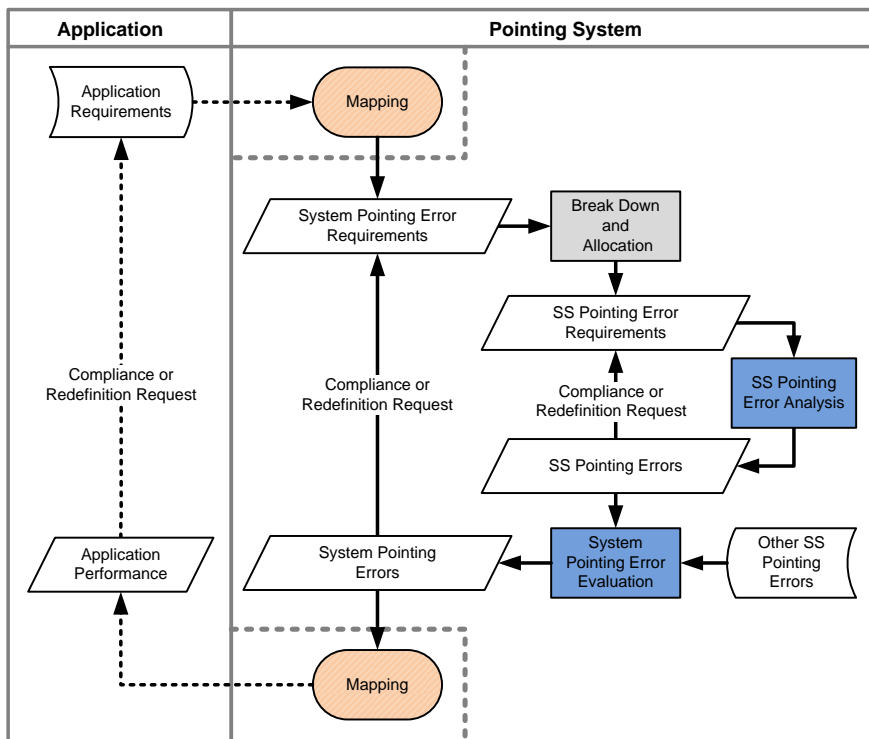 Application
Pointing System
Application
Requirements
Mapping
System Pointing Error
Requirements
Break Down
and
Allocation
SS Pointing Error
Requirements
Compliance or
Redefinition Request
Compliance or
Redefinition Request
Compliance or
Redefinition Request
SS Pointing
Error Analysis
SS Pointing Errors
Application
Performance
System Pointing
Errors
System
Pointing Error
Evaluation
Other SS
Pointing
Errors
Mapping